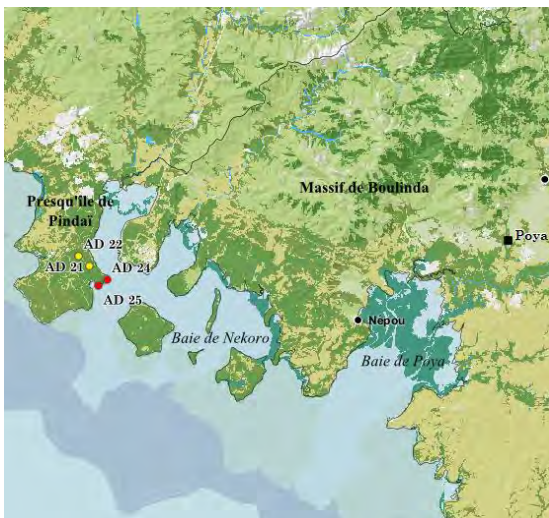 Massif de Boulinda
Presqu'île de
Pindaï
Poya
AD 22
AD 21
AD 24
AD 25
Nepou
Baie de Nekoro
Baie de Poya